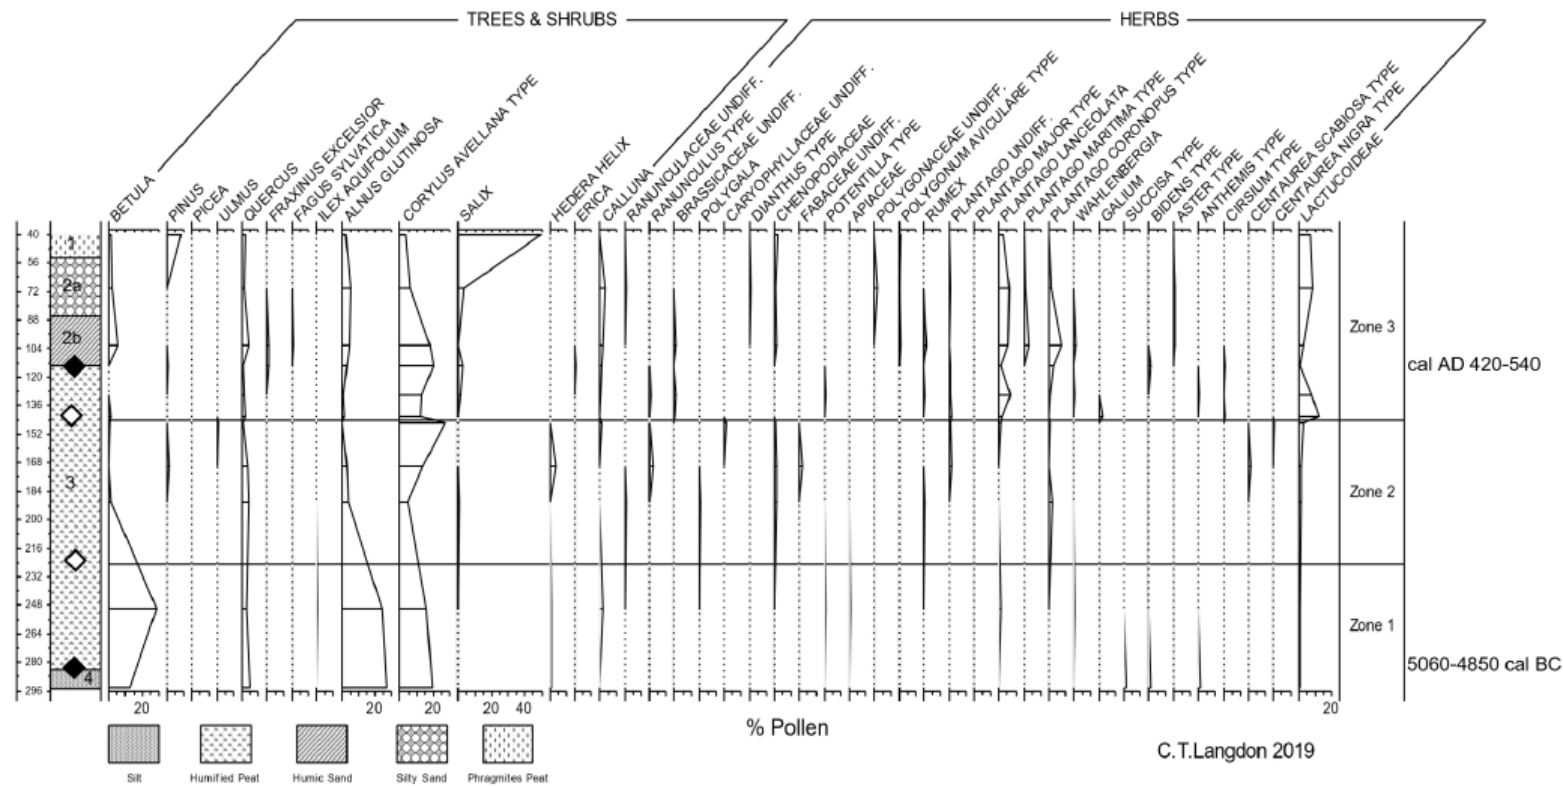 TREES & SHRUBS
HERBS
BETULA
PINUS
PICEA
ULMUS
QUERCUS
FRAXINUS EXCELSIOR
FAGUS SYLVATICA
ILEX AQUIFOLIUM
ALNUS GLUTINOSA
CORYLUS AVELLANA TYPE
SALIX
HEDERA HELIX
ERICA
CALLUNA
RANUNCULACEAE UNDIFF.
RANUNCULUS TYPE
BRASSICACEAE UNDIFF.
POLYGALA
CARYOPHYLLACEAE UNDIFF.
DIANTHUS TYPE
CHENOPODIACEAE
FABACEAE UNDIFF.
POTENTILLA TYPE
APIACEAE
POLYGONACEAE UNDIFF.
POLYGONUM AVICULARE TYPE
RUMEX
PLANTAGO UNDIFF.
PLANTAGO MAJOR TYPE
PLANTAGO LANCEOLATA
PLANTAGO MARITIMA TYPE
PLANTAGO CORONOPUS TYPE
WAHLENBERGIA
GALIUM
SUCCISA TYPE
BIDENS TYPE
ASTER TYPE
ANTHEMIS TYPE
CIRSIUM TYPE
CENTAUREA SCABIOSA TYPE
CENTAUREA NIGRA TYPE
LACTUCOIDEAE
40
56
72
88
104
120
136
152
168
184
200
216
232
248
264
280
296
1
2a
2b
3
4
Zone 3
Zone 2
Zone 1
cal AD 420-540
5060-4850 cal BC
20
20
20
20
40
20
% Pollen
C.T.Langdon 2019
Silt
Humified Peat
Humic Sand
Silty Sand
Phragmites Peat